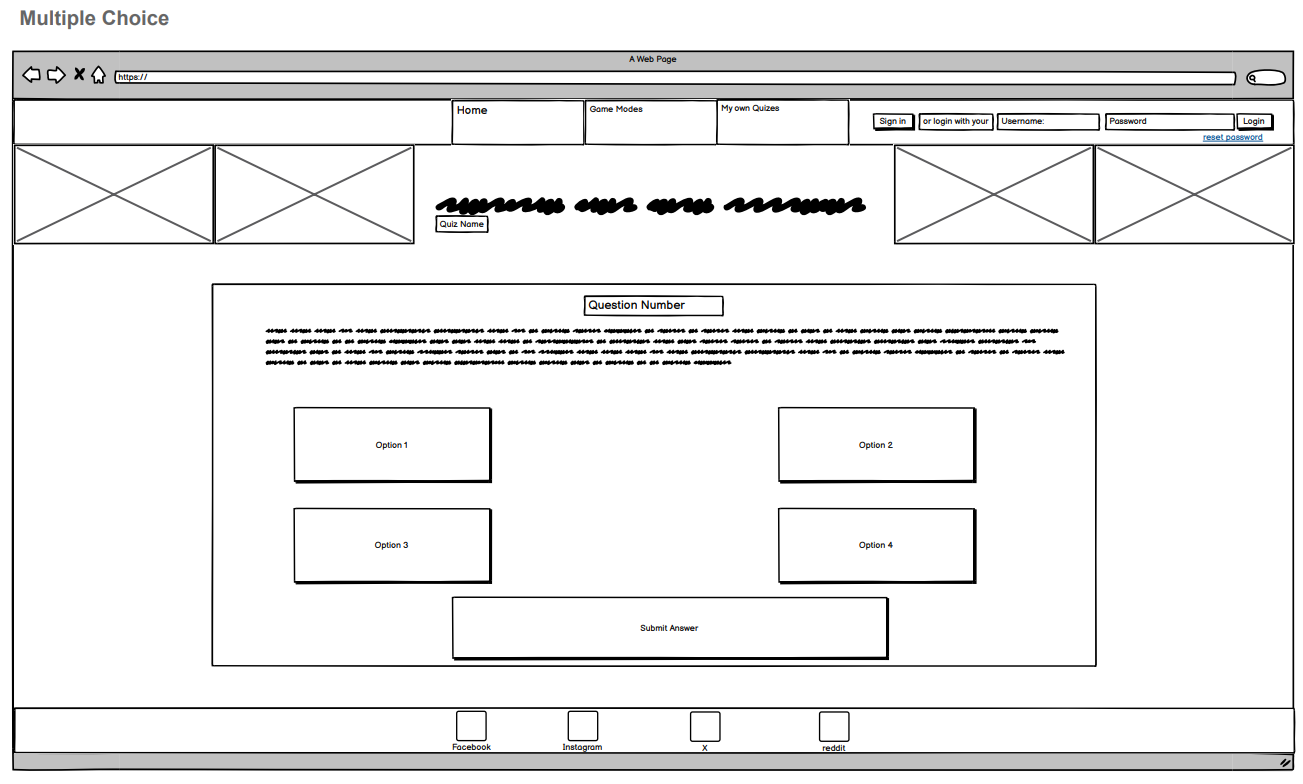 Multiple Choice
A Web Page
https://
Home
Game Modes
My own Quizes
Sign in
or login with your
Username:
Password
Login
reset password
Quiz Name
Question Number
Option 1
Option 2
Option 3
Option 4
Submit Answer
Facebook
Instagram
X
reddit